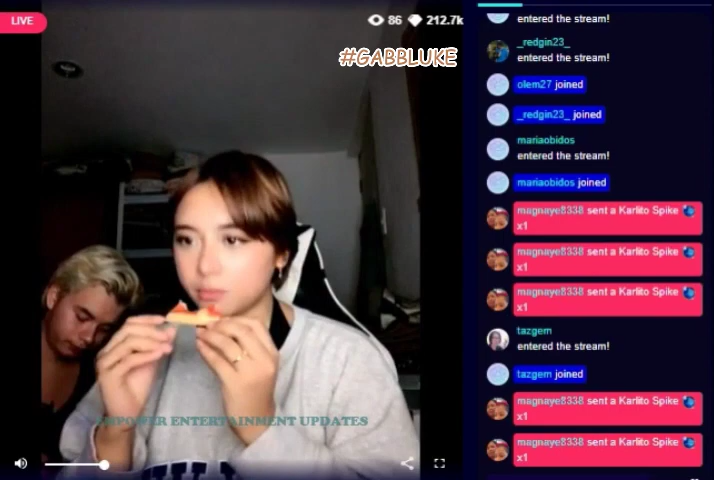 LIVE
86
212.7k
#GABBLUKE
entered the stream!
_redgin23_
entered the stream!
olem27 joined
_redgin23_ joined
mariaobidos
entered the stream!
mariaobidos joined
magnaye8338 sent a Karlito Spike
x1
magnaye8338 sent a Karlito Spike
x1
magnaye8338 sent a Karlito Spike
x1
tazgem
entered the stream!
tazgem joined
magnaye8338 sent a Karlito Spike
x1
magnaye8338 sent a Karlito Spike
x1
EMPOWER ENTERTAINMENT UPDATES